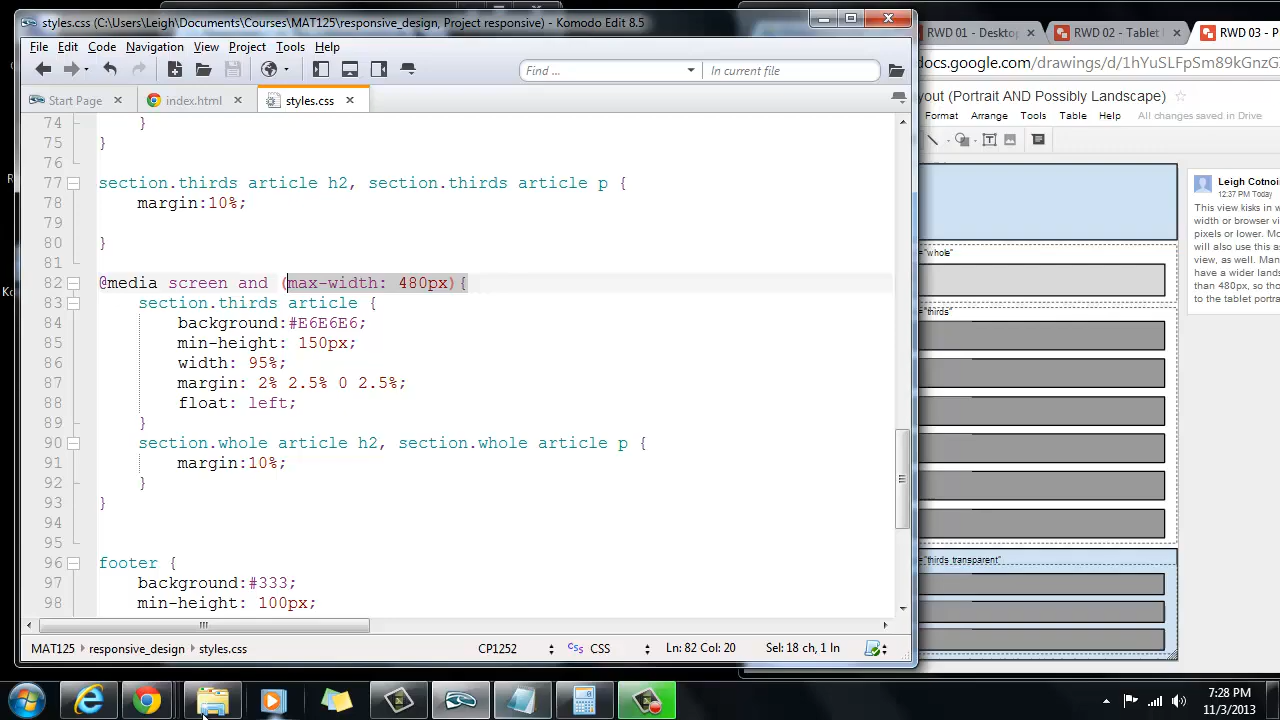 styles.css (C:\Users\Leigh\Documents\Courses\MAT125\responsive_design, Project responsive) - Komodo Edit 8.5
File Edit Code Navigation View Project Tools Help
Find ... In current file
Start Page index.html styles.css
74 }
75 }
76
77 section.thirds article h2, section.thirds article p {
78 margin:10%;
79
80 }
81
82 @media screen and (max-width: 480px){
83 section.thirds article {
84 background:#E6E6E6;
85 min-height: 150px;
86 width: 95%;
87 margin: 2% 2.5% 0 2.5%;
88 float: left;
89 }
90 section.whole article h2, section.whole article p {
91 margin:10%;
92 }
93 }
94
95
96 footer {
97 background:#333;
98 min-height: 100px;
MAT125 responsive_design styles.css CP1252 CSS Ln: 82 Col: 20 Sel: 18 ch, 1 ln
RWD 01 - Desktop RWD 02 - Tablet RWD 03 - P
docs.google.com/drawings/d/1hYuSLFpSm89kGnzG
yout (Portrait AND Possibly Landscape)
Format Arrange Tools Table Help All changes saved in Drive
="whole"
="thirds"
="thirds transparent"
Leigh Cotnoi
12:37 PM Today
This view kisks in w
width or browser vi
pixels or lower. Mo
will also use this a
view, as well. Man
have a wider lands
than 480px, so tho
to the tablet portra
7:28 PM
11/3/2013